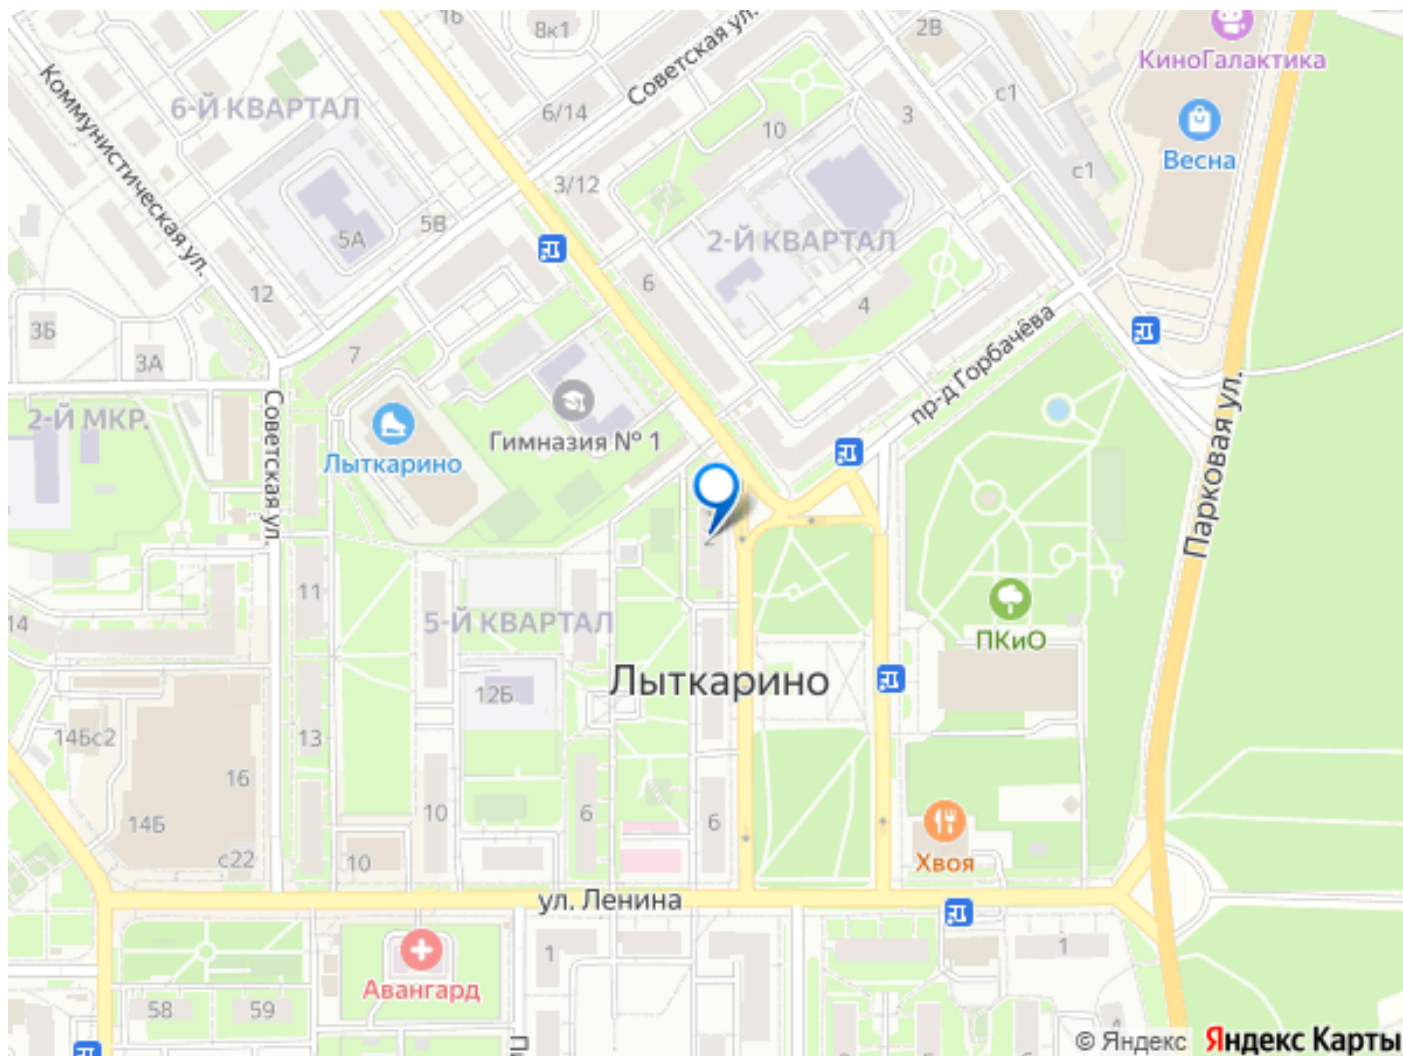 16
8к1
Советская ул.
2В
КиноГалактика
Коммунистическая ул.
6-Й КВАРТАЛ
6/14
10
3
с1
Весна
с1
3/12
5В
5А
2-Й КВАРТАЛ
6
4
12
3Б
3А
7
пр-д Горбачёва
2-Й МКР.
Советская ул.
Лыткарино
Гимназия № 1
Парковая ул.
2
11
14
5-Й КВАРТАЛ
ПКиО
Лыткарино
12Б
14Бс2
13
16
14Б
с22
10
10
6
6
Хвоя
ул. Ленина
Авангард
1
1
58
59
4
© Яндекс
Яндекс Карты